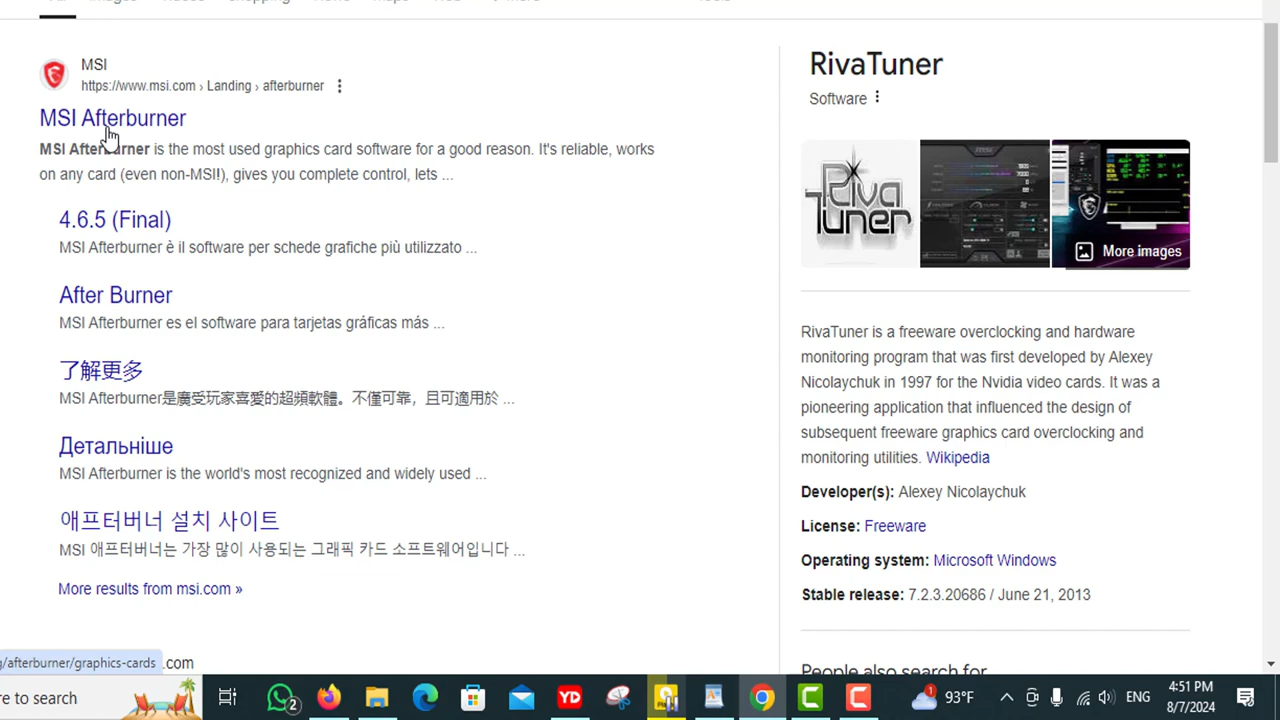 MSI
https://www.msi.com › Landing › afterburner
MSI Afterburner
MSI Afterburner is the most used graphics card software for a good reason. It's reliable, works
on any card (even non-MSI!), gives you complete control, lets ...
4.6.5 (Final)
MSI Afterburner è il software per schede grafiche più utilizzato ...
After Burner
MSI Afterburner es el software para tarjetas gráficas más ...
了解更多
MSI Afterburner是廣受玩家喜愛的超頻軟體。不僅可靠，且可適用於 ...
Детальніше
MSI Afterburner is the world's most recognized and widely used ...
애프터버너 설치 사이트
MSI 애프터버너는 가장 많이 사용되는 그래픽 카드 소프트웨어입니다 ...
More results from msi.com »
g/afterburner/graphics-cards
.com
RivaTuner
Software
Riva
Tuner
More images
RivaTuner is a freeware overclocking and hardware
monitoring program that was first developed by Alexey
Nicolaychuk in 1997 for the Nvidia video cards. It was a
pioneering application that influenced the design of
subsequent freeware graphics card overclocking and
monitoring utilities. Wikipedia
Developer(s): Alexey Nicolaychuk
License: Freeware
Operating system: Microsoft Windows
Stable release: 7.2.3.20686 / June 21, 2013
People also search for
re to search
2
YD
1
93°F
ENG
4:51 PM
8/7/2024